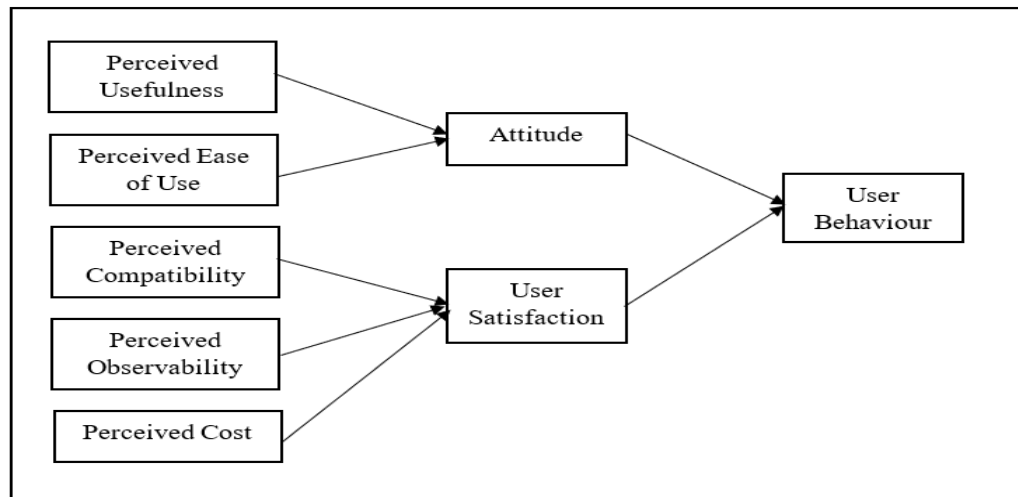 Perceived
Usefulness
Perceived Ease
of Use
Perceived
Compatibility
Perceived
Observability
Perceived Cost
Attitude
User
Satisfaction
User
Behaviour